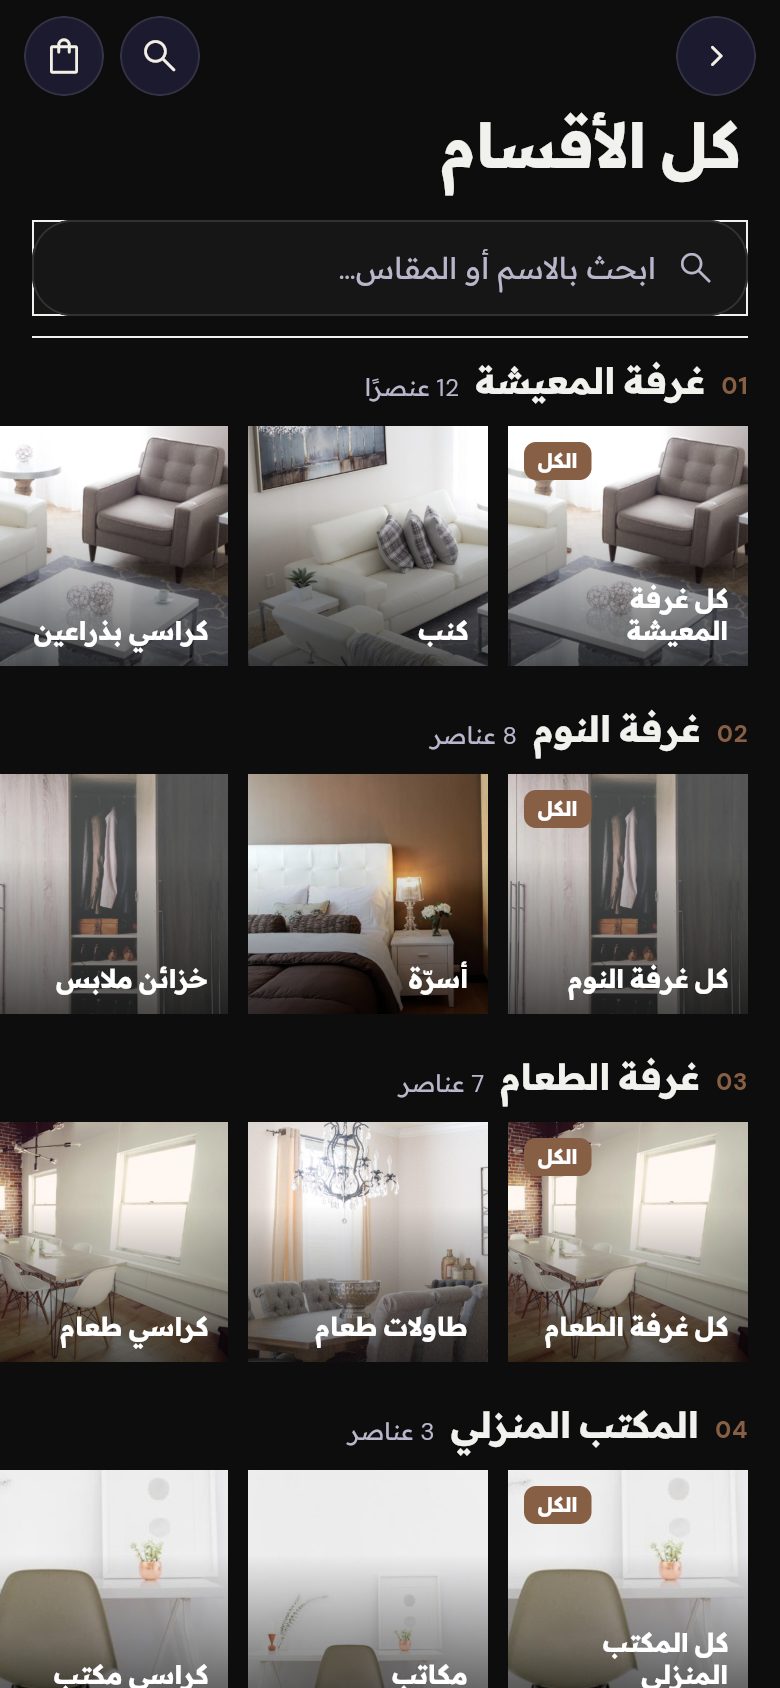 كل الأقسام
ابحث بالاسم أو المقاس...
01 غرفة المعيشة 12 عنصرًا
الكل
كل غرفة
المعيشة
كنب
كراسي بذراعين
02 غرفة النوم 8 عناصر
الكل
كل غرفة النوم
أسرّة
خزائن ملابس
03 غرفة الطعام 7 عناصر
الكل
كل غرفة الطعام
طاولات طعام
كراسي طعام
04 المكتب المنزلي 3 عناصر
الكل
كل المكتب
المنزلي
مكاتب
كراسي مكتب